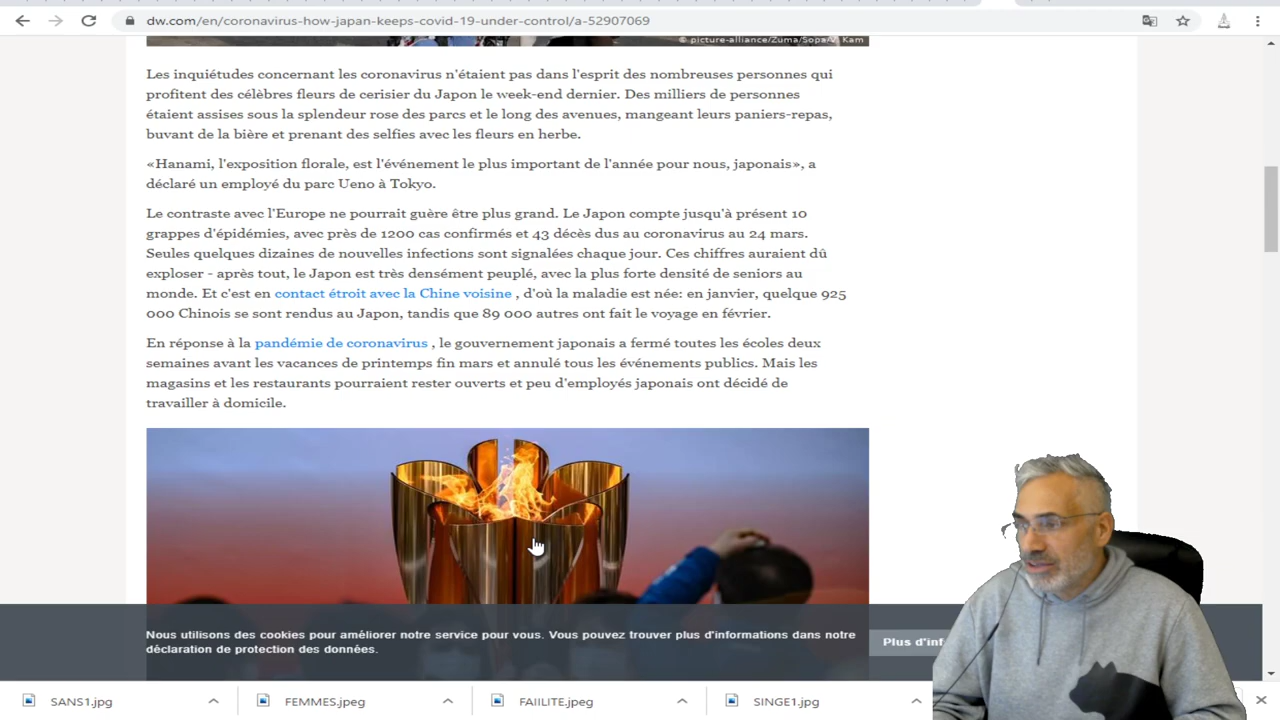 dw.com/en/coronavirus-how-japan-keeps-covid-19-under-control/a-52907069
© picture-alliance/Zuma/Sopa/V. Kam
Les inquiétudes concernant les coronavirus n'étaient pas dans l'esprit des nombreuses personnes qui
profitent des célèbres fleurs de cerisier du Japon le week-end dernier. Des milliers de personnes
étaient assises sous la splendeur rose des parcs et le long des avenues, mangeant leurs paniers-repas,
buvant de la bière et prenant des selfies avec les fleurs en herbe.
«Hanami, l'exposition florale, est l'événement le plus important de l'année pour nous, japonais», a
déclaré un employé du parc Ueno à Tokyo.
Le contraste avec l'Europe ne pourrait guère être plus grand. Le Japon compte jusqu'à présent 10
grappes d'épidémies, avec près de 1200 cas confirmés et 43 décès dus au coronavirus au 24 mars.
Seules quelques dizaines de nouvelles infections sont signalées chaque jour. Ces chiffres auraient dû
exploser - après tout, le Japon est très densément peuplé, avec la plus forte densité de seniors au
monde. Et c'est en contact étroit avec la Chine voisine , d'où la maladie est née: en janvier, quelque 925
000 Chinois se sont rendus au Japon, tandis que 89 000 autres ont fait le voyage en février.
En réponse à la pandémie de coronavirus , le gouvernement japonais a fermé toutes les écoles deux
semaines avant les vacances de printemps fin mars et annulé tous les événements publics. Mais les
magasins et les restaurants pourraient rester ouverts et peu d'employés japonais ont décidé de
travailler à domicile.
Nous utilisons des cookies pour améliorer notre service pour vous. Vous pouvez trouver plus d'informations dans notre
déclaration de protection des données.
Plus d'inf
SANS1.jpg
FEMMES.jpeg
FAIILITE.jpeg
SINGE1.jpg